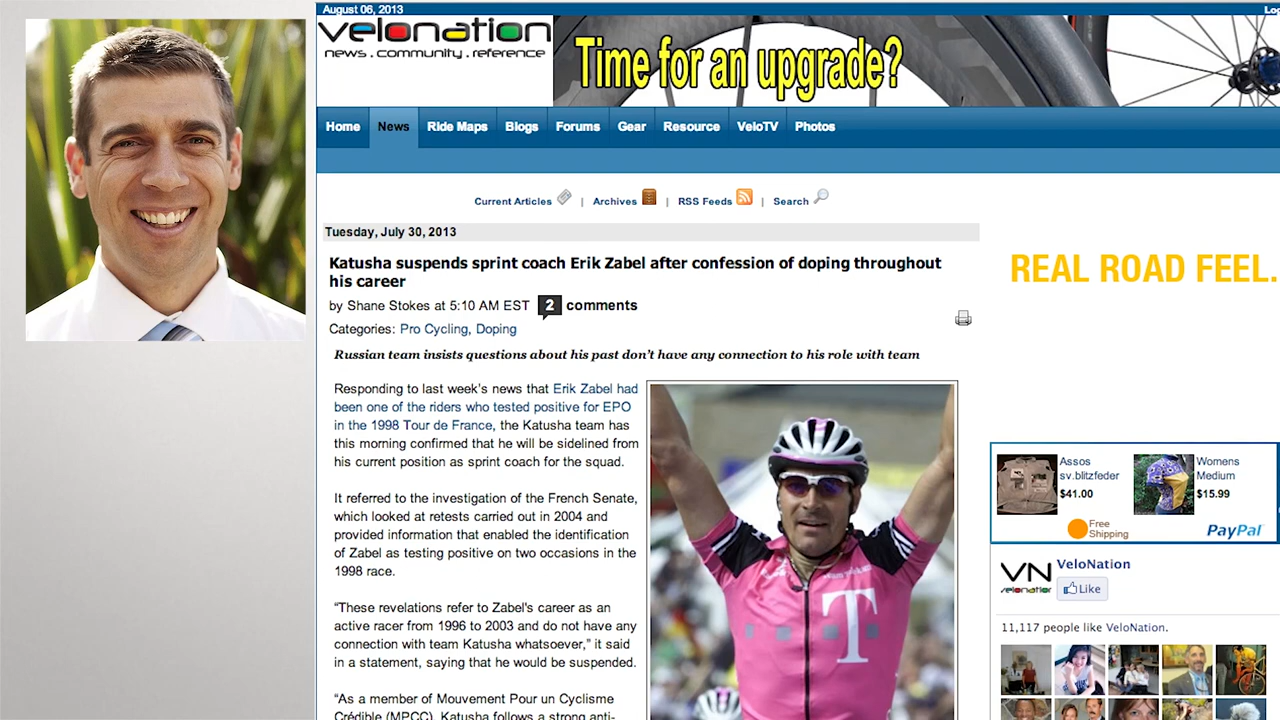 August 06, 2013
velonation
news . community . reference
Time for an upgrade?
Home News Ride Maps Blogs Forums Gear Resource VeloTV Photos
Current Articles | Archives | RSS Feeds | Search
Tuesday, July 30, 2013
Katusha suspends sprint coach Erik Zabel after confession of doping throughout
his career
by Shane Stokes at 5:10 AM EST 2 comments
Categories: Pro Cycling, Doping
Russian team insists questions about his past don't have any connection to his role with team
Responding to last week's news that Erik Zabel had
been one of the riders who tested positive for EPO
in the 1998 Tour de France, the Katusha team has
this morning confirmed that he will be sidelined from
his current position as sprint coach for the squad.
It referred to the investigation of the French Senate,
which looked at retests carried out in 2004 and
provided information that enabled the identification
of Zabel as testing positive on two occasions in the
1998 race.
“These revelations refer to Zabel's career as an
active racer from 1996 to 2003 and do not have any
connection with team Katusha whatsoever,” it said
in a statement, saying that he would be suspended.
“As a member of Mouvement Pour un Cyclisme
Crédible (MPCC), Katusha follows a strong anti-
T
REAL ROAD FEEL.
Assos
sv.blitzfeder
$41.00
Womens
Medium
$15.99
Free
Shipping
PayPal
VN
velonation
VeloNation
Like
11,117 people like VeloNation.